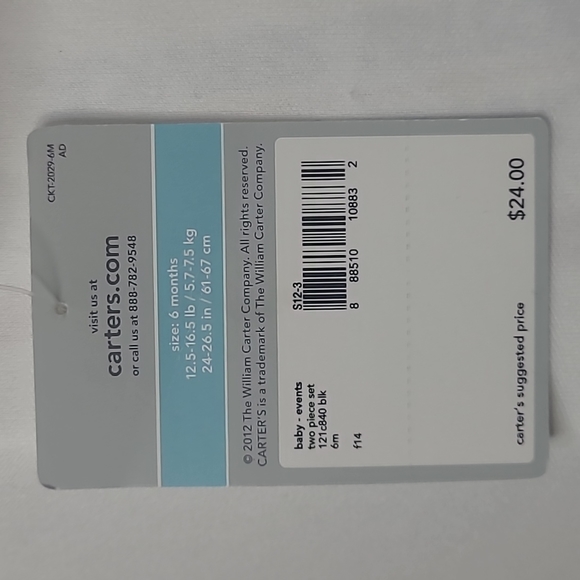 CKT-2029-6M
AD
visit us at
carters.com
or call us at 888-782-9548
size: 6 months
12.5-16.5 lb / 5.7-7.5 kg
24-26.5 in / 61-67 cm
© 2012 The William Carter Company. All rights reserved.
CARTER'S is a trademark of The William Carter Company.
S12-3
8 88510 10883 2
baby - events
two piece set
121c840 blk
6m
f14
carter's suggested price $24.00